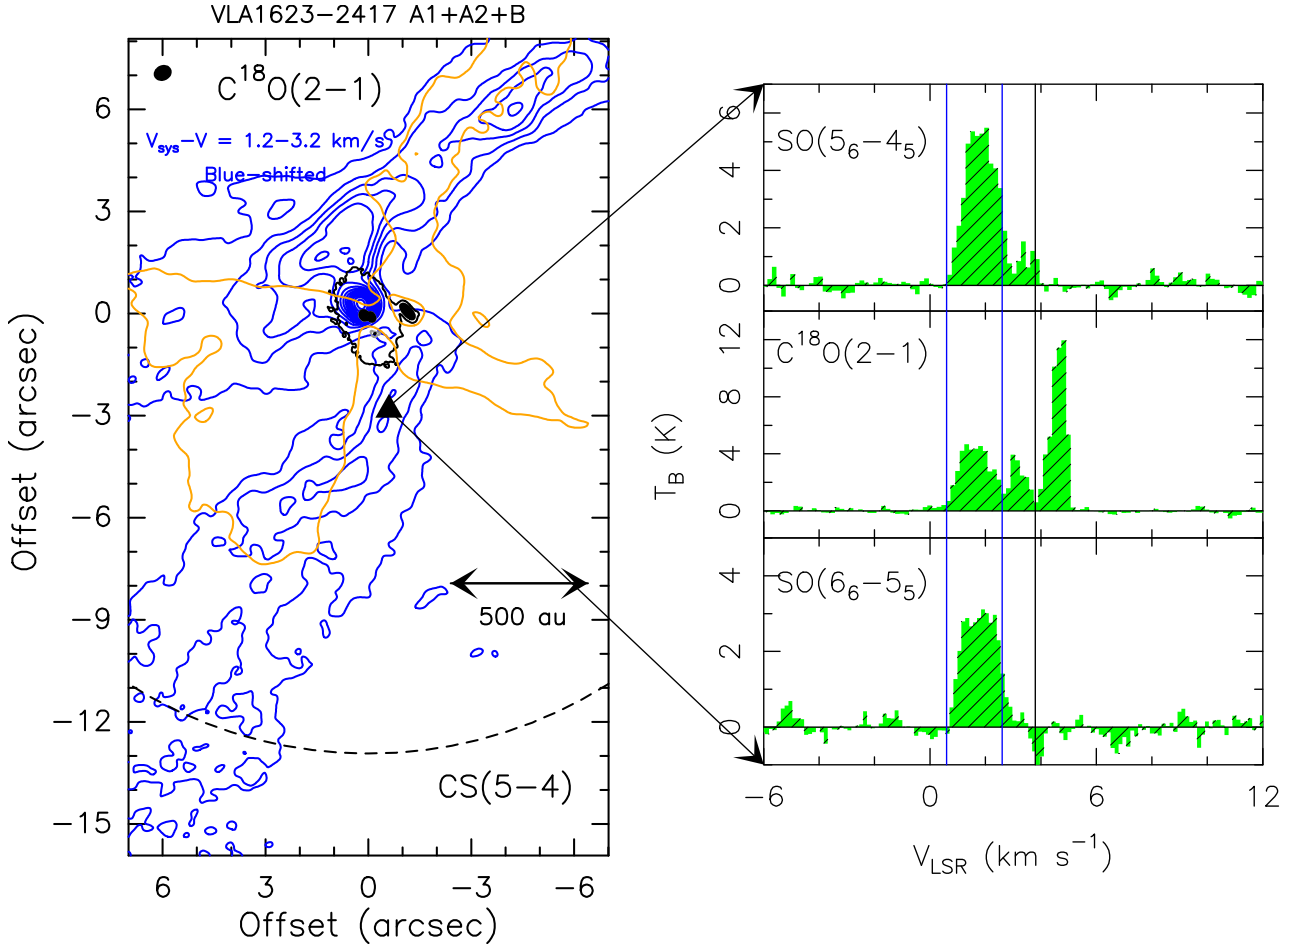 VLA1623−2417 A1+A2+B
C¹⁸O(2−1)
V_sys−V = 1.2−3.2 km/s
Blue−shifted
6
3
0
−3
−6
−9
−12
−15
Offset (arcsec)
500 au
CS(5−4)
6 3 0 −3 −6
Offset (arcsec)
SO(5₆−4₅)
6
4
2
0
C¹⁸O(2−1)
12
8
4
0
T_B (K)
SO(6₆−5₅)
4
2
0
−6 0 6 12
V_LSR (km s⁻¹)